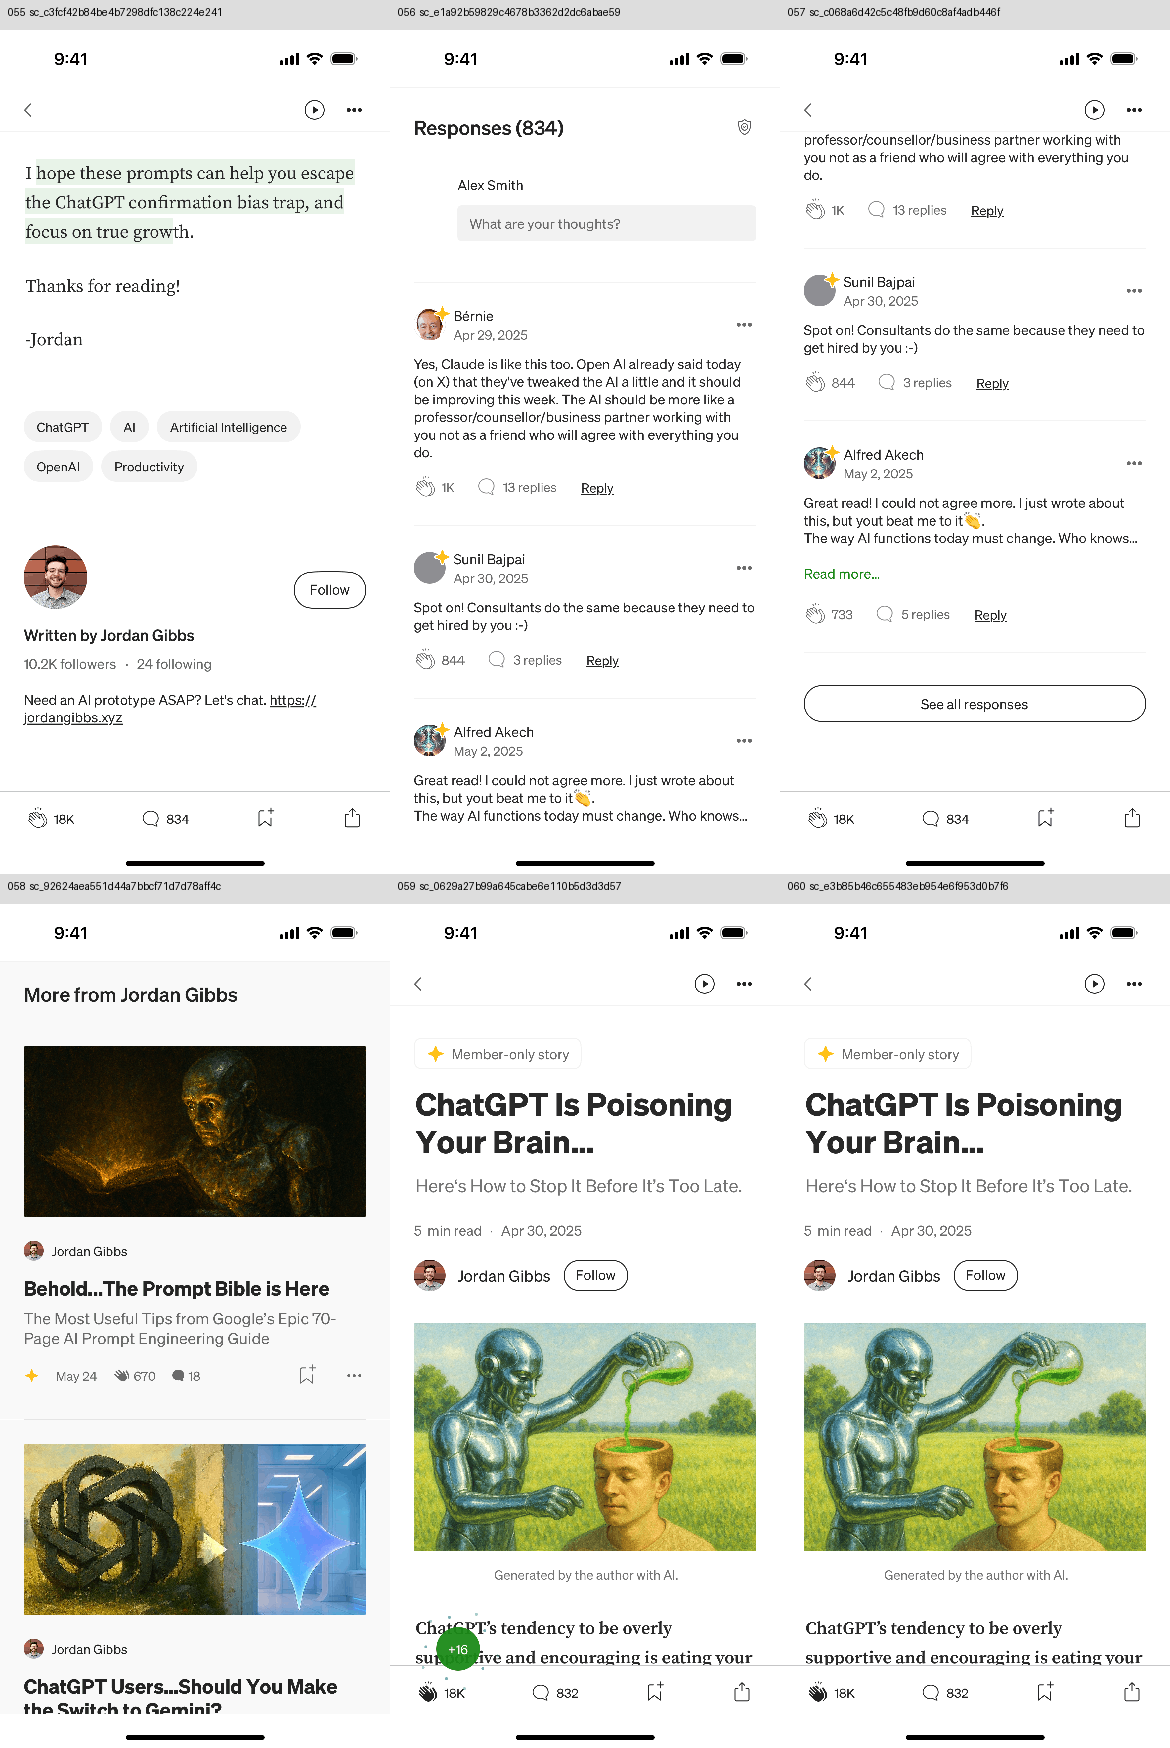 055 sc_c3fcf42b84be4b7298dfc138c224e241
9:41
I hope these prompts can help you escape
the ChatGPT confirmation bias trap, and
focus on true growth.
Thanks for reading!
-Jordan
ChatGPT
AI
Artificial Intelligence
OpenAI
Productivity
Follow
Written by Jordan Gibbs
10.2K followers · 24 following
Need an AI prototype ASAP? Let's chat. https://
jordangibbs.xyz
18K
834
056 sc_e1a92b59829c4678b3362d2dc6abae59
9:41
Responses (834)
Alex Smith
What are your thoughts?
Bérnie
Apr 29, 2025
Yes, Claude is like this too. Open AI already said today
(on X) that they've tweaked the AI a little and it should
be improving this week. The AI should be more like a
professor/counsellor/business partner working with
you not as a friend who will agree with everything you
do.
1K
13 replies
Reply
Sunil Bajpai
Apr 30, 2025
Spot on! Consultants do the same because they need to
get hired by you :-)
844
3 replies
Reply
Alfred Akech
May 2, 2025
Great read! I could not agree more. I just wrote about
this, but yout beat me to it👏.
The way AI functions today must change. Who knows...
057 sc_c068a6d42c5c48fb9d60c8af4adb446f
9:41
professor/counsellor/business partner working with
you not as a friend who will agree with everything you
do.
1K
13 replies
Reply
Sunil Bajpai
Apr 30, 2025
Spot on! Consultants do the same because they need to
get hired by you :-)
844
3 replies
Reply
Alfred Akech
May 2, 2025
Great read! I could not agree more. I just wrote about
this, but yout beat me to it👏.
The way AI functions today must change. Who knows...
Read more...
733
5 replies
Reply
See all responses
18K
834
058 sc_92624aea551d44a7bbcf71d7d78aff4c
9:41
More from Jordan Gibbs
Jordan Gibbs
Behold...The Prompt Bible is Here
The Most Useful Tips from Google's Epic 70-
Page AI Prompt Engineering Guide
May 24
670
18
Jordan Gibbs
ChatGPT Users...Should You Make
the Switch to Gemini?
059 sc_0629a27b99a645cabe6e110b5d3d3d57
9:41
Member-only story
ChatGPT Is Poisoning
Your Brain...
Here's How to Stop It Before It's Too Late.
5 min read · Apr 30, 2025
Jordan Gibbs
Follow
Generated by the author with AI.
ChatGPT's tendency to be overly
supportive and encouraging is eating your
+16
18K
832
060 sc_e3b85b46c655483eb954e6f953d0b7f6
9:41
Member-only story
ChatGPT Is Poisoning
Your Brain...
Here's How to Stop It Before It's Too Late.
5 min read · Apr 30, 2025
Jordan Gibbs
Follow
Generated by the author with AI.
ChatGPT's tendency to be overly
supportive and encouraging is eating your
18K
832